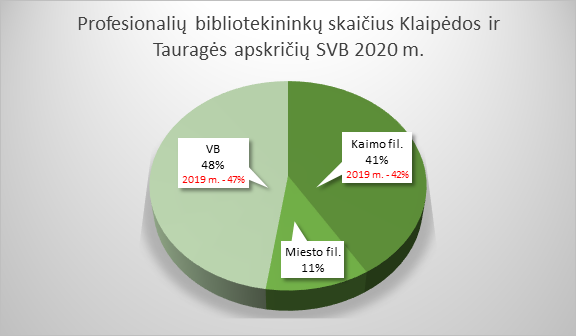 Profesionalių bibliotekininkų skaičius Klaipėdos ir
Tauragės apskričių SVB 2020 m.
VB
48%
2019 m. - 47%
Kaimo fil.
41%
2019 m. - 42%
Miesto fil.
11%